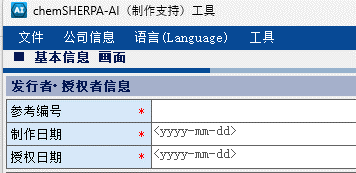 AI chemSHERPA-AI（制作支持）工具
文件 公司信息 语言(Language) 工具
■ 基本信息 画面
发行者·授权者信息
参考编号 *
制作日期 * <yyyy-mm-dd>
授权日期 * <yyyy-mm-dd>